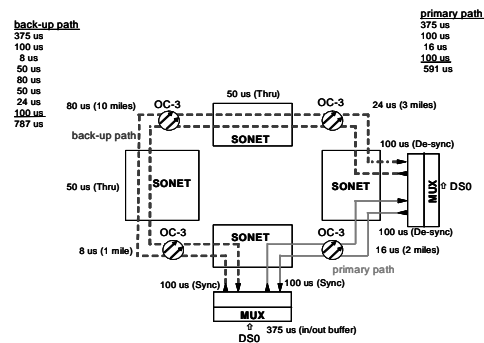 back-up path
375 us
100 us
8 us
50 us
80 us
50 us
24 us
100 us
787 us
primary path
375 us
100 us
16 us
100 us
591 us
50 us (Thru)
80 us (10 miles)
OC-3
OC-3
24 us (3 miles)
SONET
back-up path
100 us (De-sync)
50 us (Thru)
SONET
SONET
MUX
⇧ DS0
100 us (De-sync)
8 us (1 mile)
OC-3
SONET
OC-3
16 us (2 miles)
primary path
100 us (Sync)
100 us (Sync)
MUX
375 us (in/out buffer)
⇧
DS0